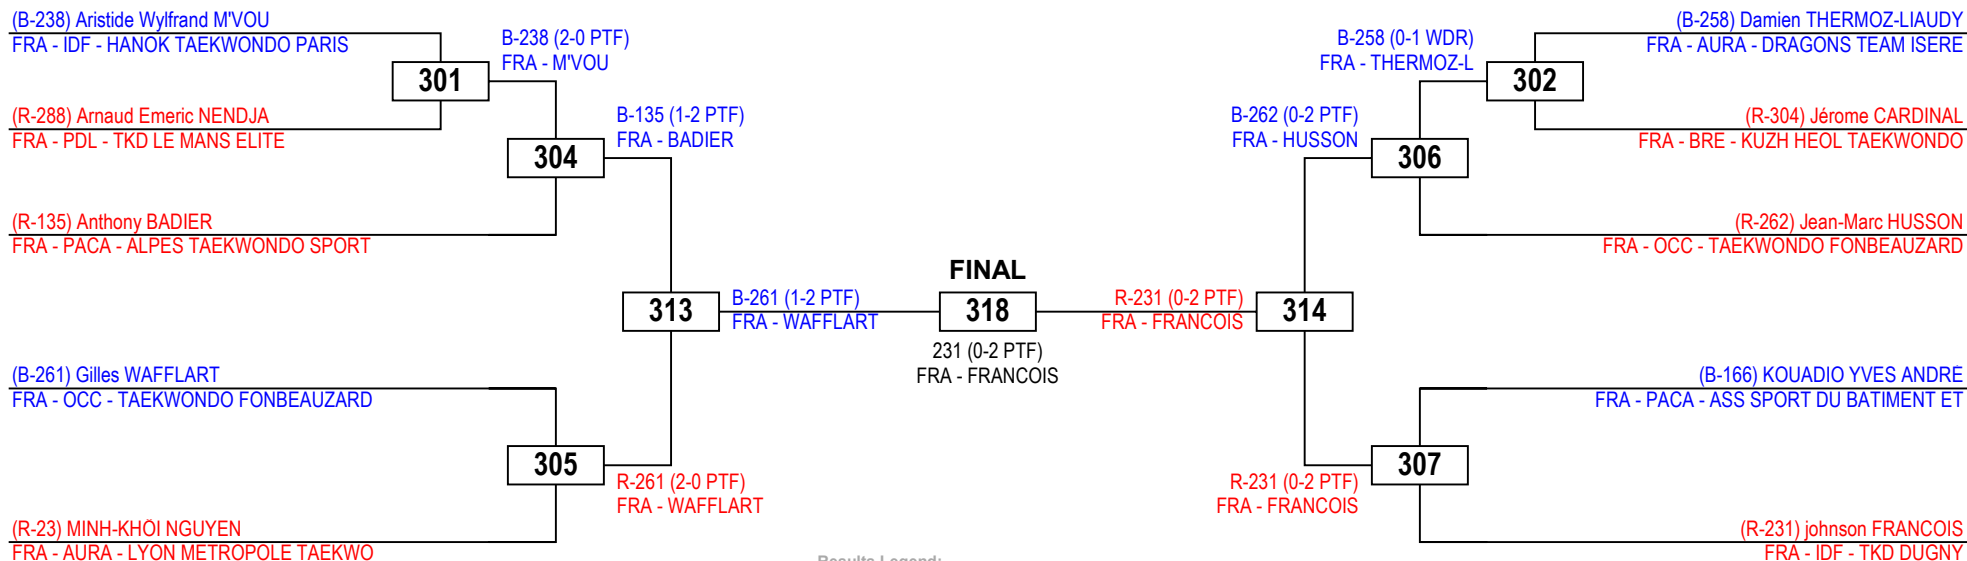 (B-238) Aristide Wylfrand M'VOU
FRA - IDF - HANOK TAEKWONDO PARIS
B-238 (2-0 PTF)
FRA - M'VOU
301
(R-288) Arnaud Emeric NENDJA
FRA - PDL - TKD LE MANS ELITE
B-135 (1-2 PTF)
FRA - BADIER
304
(R-135) Anthony BADIER
FRA - PACA - ALPES TAEKWONDO SPORT
313
B-261 (1-2 PTF)
FRA - WAFFLART
(B-261) Gilles WAFFLART
FRA - OCC - TAEKWONDO FONBEAUZARD
305
R-261 (2-0 PTF)
FRA - WAFFLART
(R-23) MINH-KHÔI NGUYEN
FRA - AURA - LYON METROPOLE TAEKWO
FINAL
318
231 (0-2 PTF)
FRA - FRANCOIS
(B-258) Damien THERMOZ-LIAUDY
FRA - AURA - DRAGONS TEAM ISERE
B-258 (0-1 WDR)
FRA - THERMOZ-L
302
(R-304) Jérome CARDINAL
FRA - BRE - KUZH HEOL TAEKWONDO
B-262 (0-2 PTF)
FRA - HUSSON
306
(R-262) Jean-Marc HUSSON
FRA - OCC - TAEKWONDO FONBEAUZARD
R-231 (0-2 PTF)
FRA - FRANCOIS
314
(B-166) KOUADIO YVES ANDRÉ
FRA - PACA - ASS SPORT DU BATIMENT ET
307
R-231 (0-2 PTF)
FRA - FRANCOIS
(R-231) johnson FRANCOIS
FRA - IDF - TKD DUGNY
Results Legend: